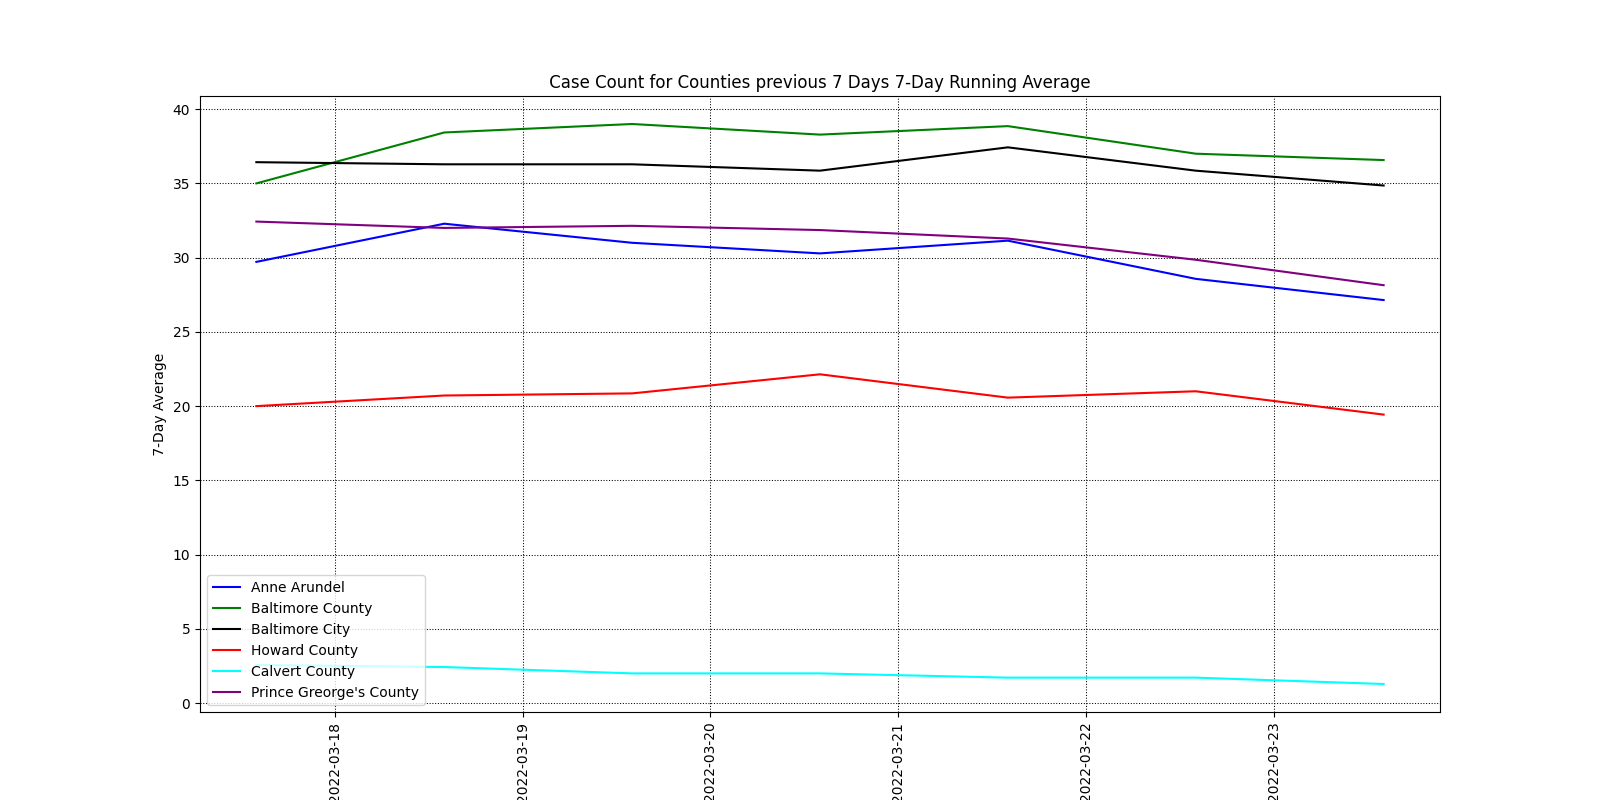 Case Count for Counties previous 7 Days 7-Day Running Average
40
35
30
25
20
15
10
5
0
7-Day Average
Anne Arundel
Baltimore County
Baltimore City
Howard County
Calvert County
Prince Greorge's County
2022-03-18
2022-03-19
2022-03-20
2022-03-21
2022-03-22
2022-03-23